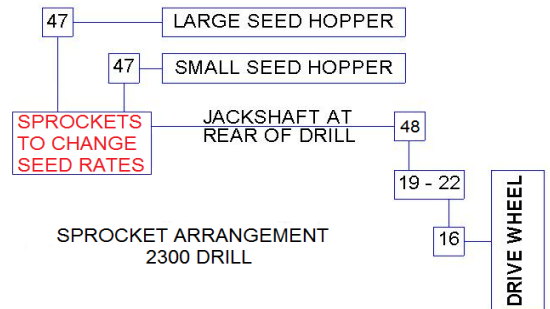 47
LARGE SEED HOPPER
47
SMALL SEED HOPPER
SPROCKETS
TO CHANGE
SEED RATES
JACKSHAFT AT
REAR OF DRILL
48
19 - 22
16
DRIVE WHEEL
SPROCKET ARRANGEMENT
2300 DRILL